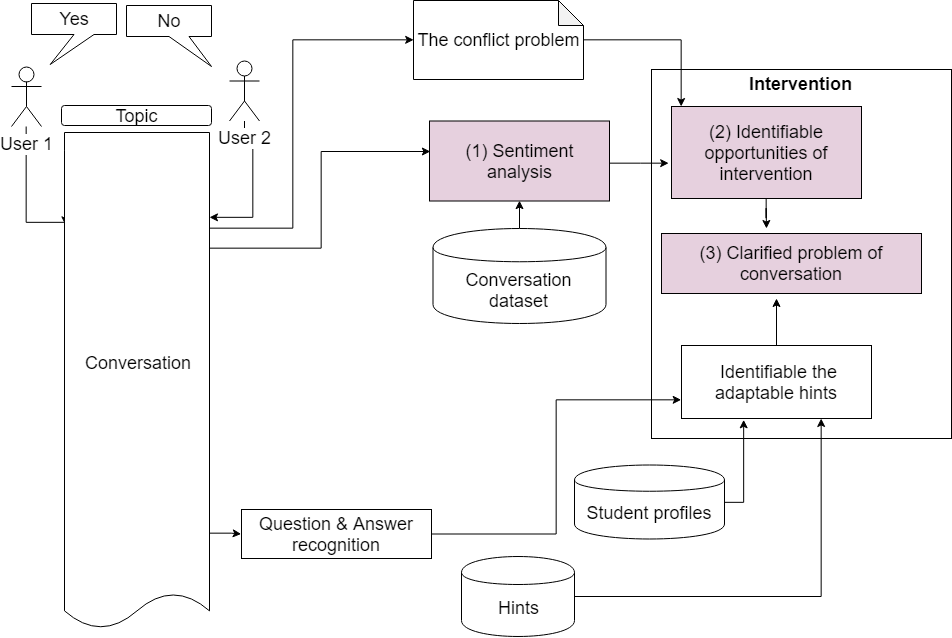 Yes
No
User 1
User 2
Topic
Conversation
The conflict problem
(1) Sentiment
analysis
Conversation
dataset
Intervention
(2) Identifiable
opportunities of
intervention
(3) Clarified problem of
conversation
Identifiable the
adaptable hints
Question & Answer
recognition
Student profiles
Hints